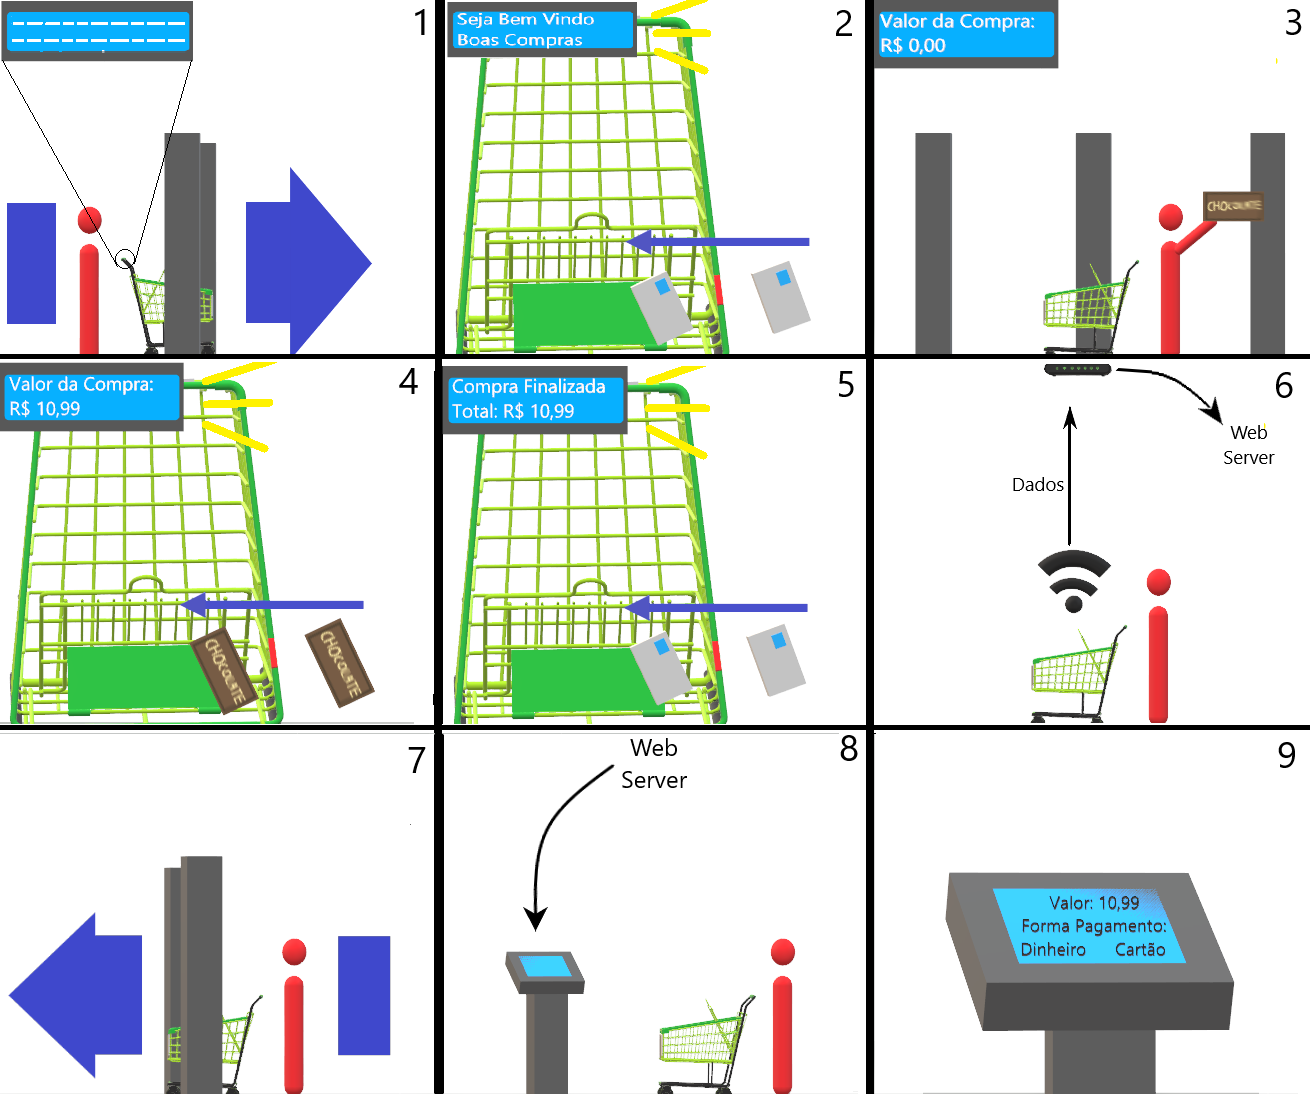 1
Seja Bem Vindo
Boas Compras
2
Valor da Compra:
R$ 0,00
3
CHOCOLATE
Valor da Compra:
R$ 10,99
4
CHOCOLATE
CHOCOLATE
Compra Finalizada
Total: R$ 10,99
5
6
Web
Server
Dados
7
Web
Server
8
9
Valor: 10,99
Forma Pagamento:
Dinheiro Cartão